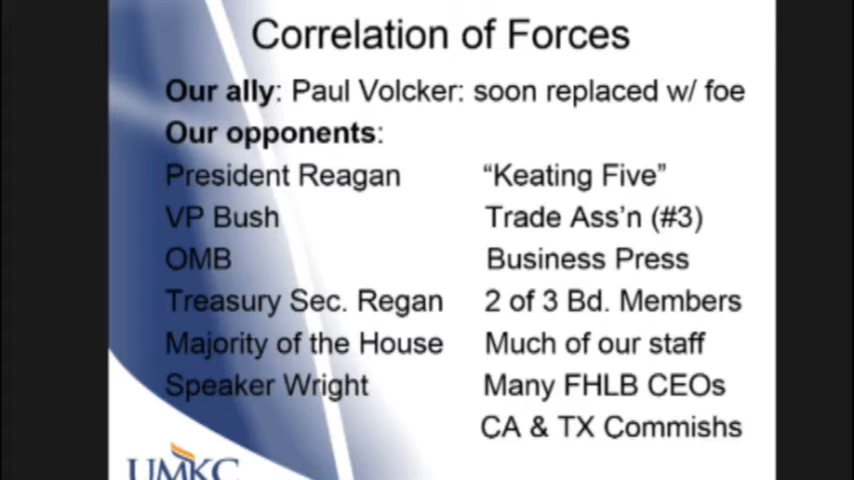 Correlation of Forces
Our ally: Paul Volcker: soon replaced w/ foe
Our opponents:
President Reagan
VP Bush
OMB
Treasury Sec. Regan
Majority of the House
Speaker Wright
“Keating Five”
Trade Ass’n (#3)
Business Press
2 of 3 Bd. Members
Much of our staff
Many FHLB CEOs
CA & TX Commishs
UMKC